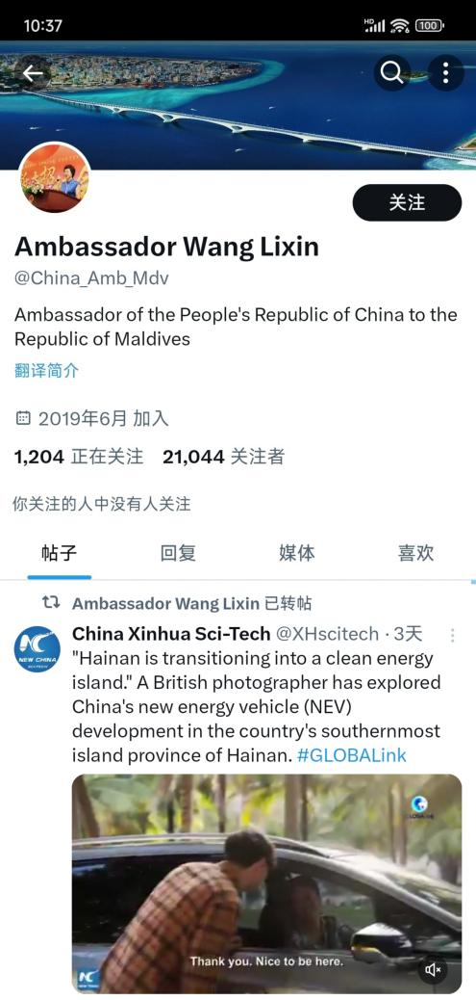 10:37
HD
100
关注
Ambassador Wang Lixin
@China_Amb_Mdv
Ambassador of the People's Republic of China to the
Republic of Maldives
翻译简介
2019年6月 加入
1,204 正在关注 21,044 关注者
你关注的人中没有人关注
帖子 回复 媒体 喜欢
Ambassador Wang Lixin 已转帖
China Xinhua Sci-Tech @XHscitech · 3天
NEW CHINA
"Hainan is transitioning into a clean energy
island." A British photographer has explored
China's new energy vehicle (NEV)
development in the country's southernmost
island province of Hainan. #GLOBALink
Thank you. Nice to be here.